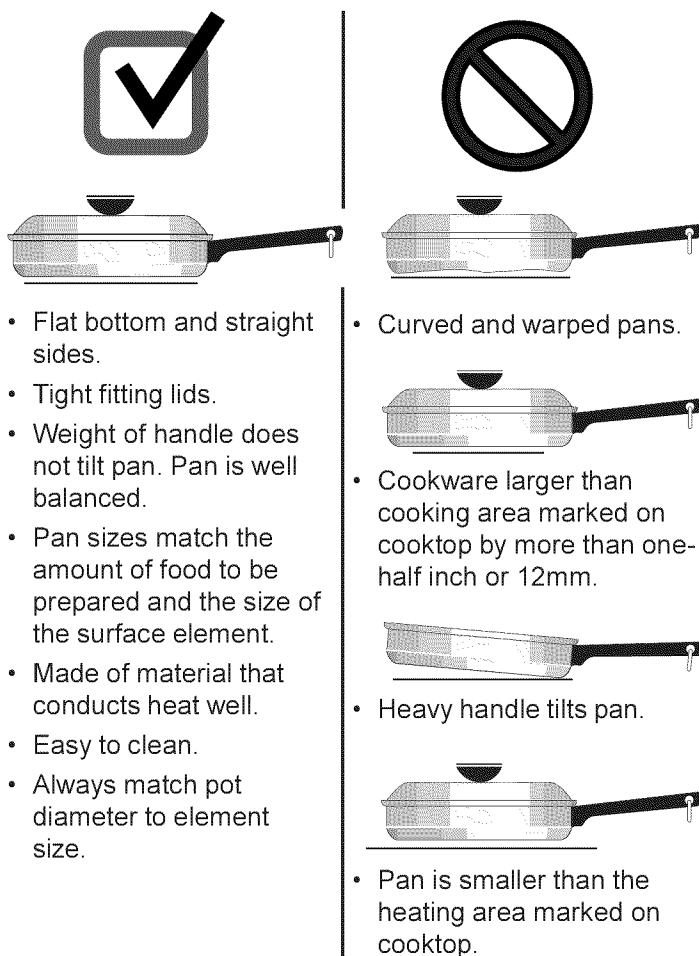 • Flat bottom and straight
sides.
• Tight fitting lids.
• Weight of handle does
not tilt pan. Pan is well
balanced.
• Pan sizes match the
amount of food to be
prepared and the size of
the surface element.
• Made of material that
conducts heat well.
• Easy to clean.
• Always match pot
diameter to element
size.
• Curved and warped pans.
• Cookware larger than
cooking area marked on
cooktop by more than one-
half inch or 12mm.
• Heavy handle tilts pan.
• Pan is smaller than the
heating area marked on
cooktop.